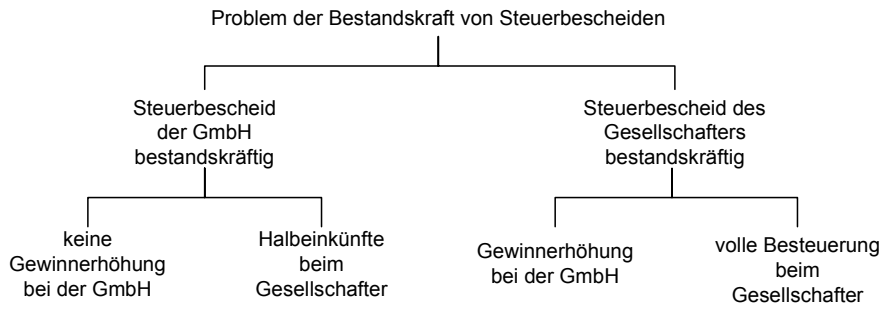 Problem der Bestandskraft von Steuerbescheiden
Steuerbescheid
der GmbH
bestandskräftig
Steuerbescheid des
Gesellschafters
bestandskräftig
keine
Gewinnerhöhung
bei der GmbH
Halbeinkünfte
beim
Gesellschafter
Gewinnerhöhung
bei der GmbH
volle Besteuerung
beim
Gesellschafter